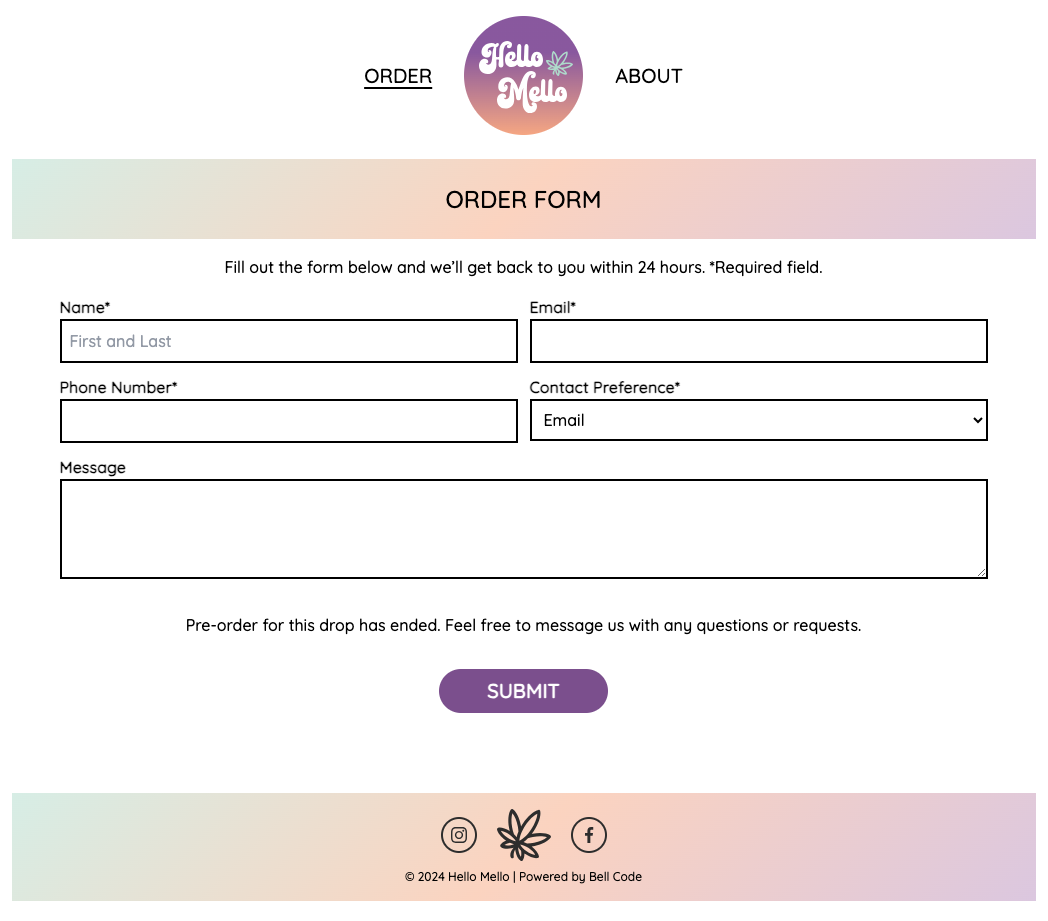 ORDER
Hello
Mello
ABOUT
ORDER FORM
Fill out the form below and we’ll get back to you within 24 hours. *Required field.
Name*
Email*
First and Last
Phone Number*
Contact Preference*
Email
Message
Pre-order for this drop has ended. Feel free to message us with any questions or requests.
SUBMIT
© 2024 Hello Mello | Powered by Bell Code